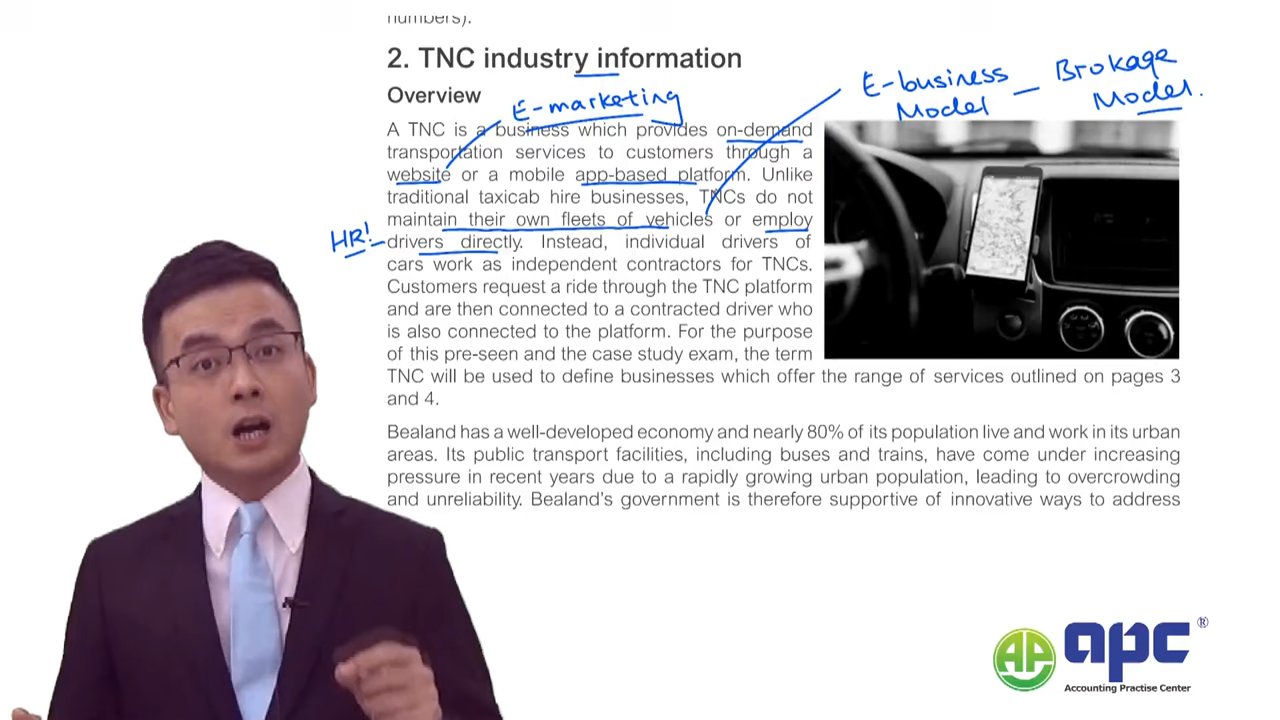 numbers).
2. TNC industry information
Overview
E-marketing
E-business
Model
– Brokage
Model.
A TNC is a business which provides on-demand
transportation services to customers through a
website or a mobile app-based platform. Unlike
traditional taxicab hire businesses, TNCs do not
maintain their own fleets of vehicles or employ
HR!
drivers directly. Instead, individual drivers of
cars work as independent contractors for TNCs.
Customers request a ride through the TNC platform
and are then connected to a contracted driver who
is also connected to the platform. For the purpose
of this pre-seen and the case study exam, the term
TNC will be used to define businesses which offer the range of services outlined on pages 3
and 4.
Bealand has a well-developed economy and nearly 80% of its population live and work in its urban
areas. Its public transport facilities, including buses and trains, have come under increasing
pressure in recent years due to a rapidly growing urban population, leading to overcrowding
and unreliability. Bealand's government is therefore supportive of innovative ways to address
AP
apc®
Accounting Practise Center